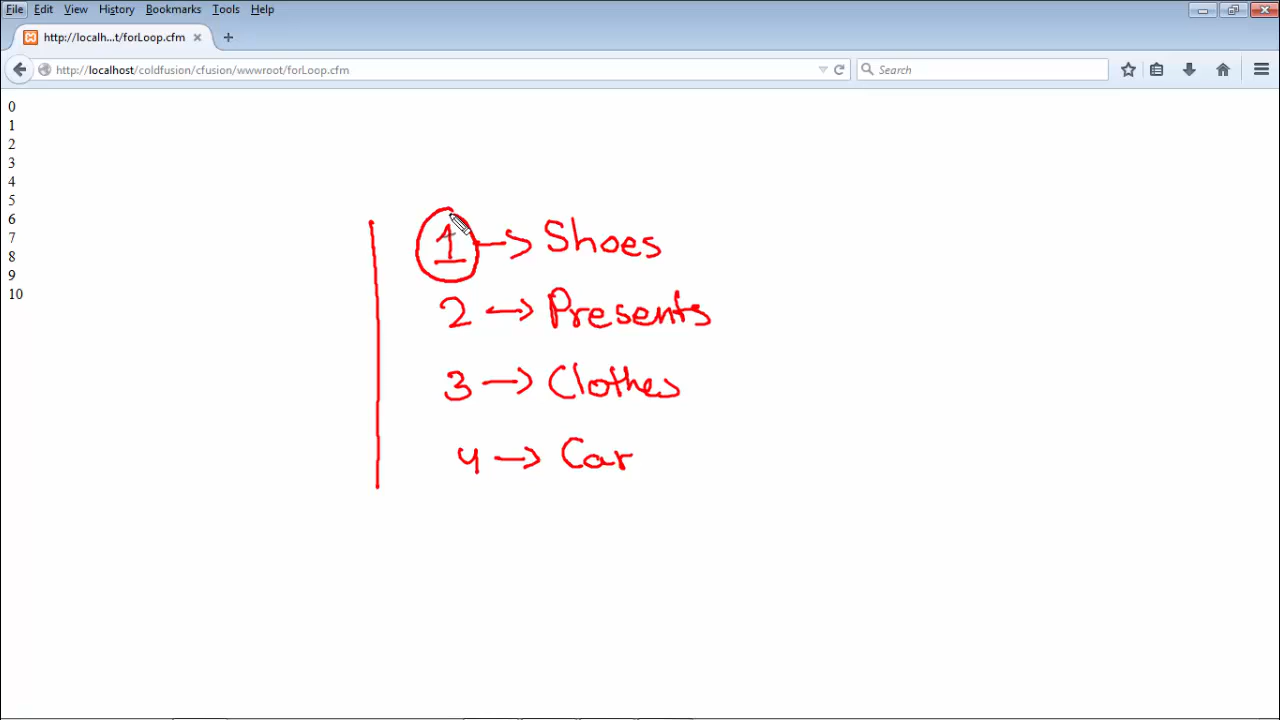 File Edit View History Bookmarks Tools Help
http://localh...t/forLoop.cfm
http://localhost/coldfusion/cfusion/wwwroot/forLoop.cfm
Search
0
1
2
3
4
5
6
7
8
9
10
1 → Shoes
2 → Presents
3 → Clothes
4 → Car